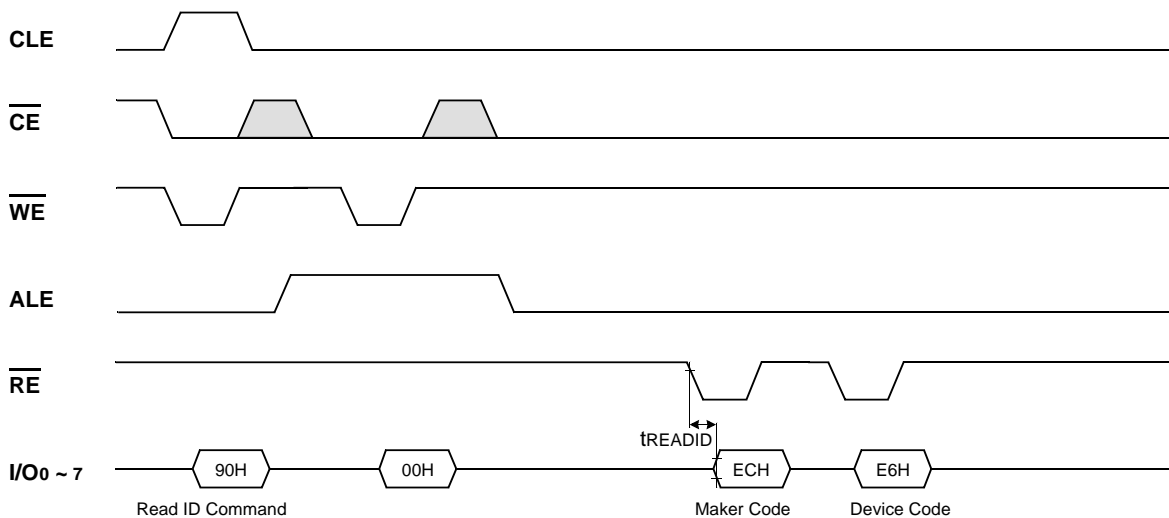 CLE
CE
WE
ALE
RE
tREADID
I/O0 ~ 7
90H
00H
ECH
E6H
Read ID Command
Maker Code
Device Code